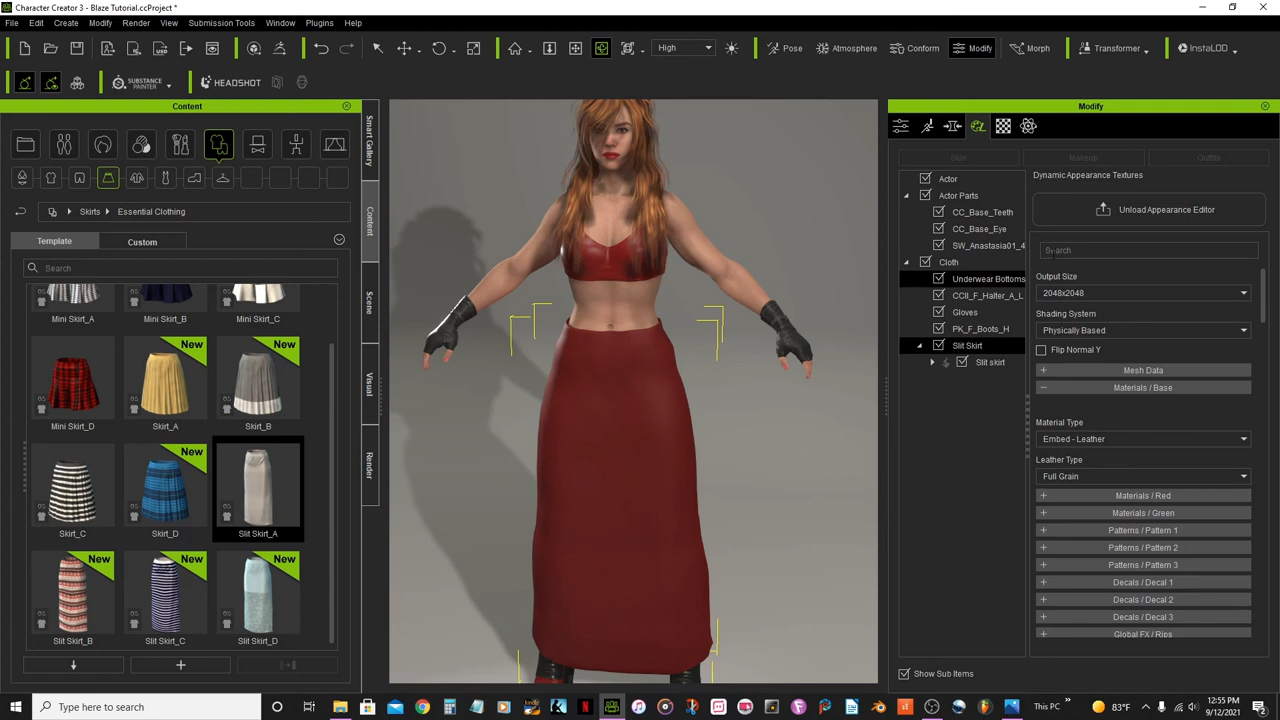 Character Creator 3 - Blaze Tutorial.ccProject *
File Edit Create Modify Render View Submission Tools Window Plugins Help
High Pose Atmosphere Conform Modify Morph Transformer InstaLOD
SUBSTANCE PAINTER HEADSHOT
Content
Skirts Essential Clothing
Template Custom
Search
Mini Skirt_A Mini Skirt_B Mini Skirt_C
Mini Skirt_D Skirt_A Skirt_B
New
New
Skirt_C Skirt_D Slit Skirt_A
New New New
Slit Skirt_B Slit Skirt_C Slit Skirt_D
Smart Gallery
Content
Scene
Visual
Render
Modify
Skin Makeup Outfits
Actor
Actor Parts
CC_Base_Teeth
CC_Base_Eye
SW_Anastasia01_4
Cloth
Underwear Bottoms
CCII_F_Halter_A_L
Gloves
PK_F_Boots_H
Slit Skirt
Slit skirt
Show Sub Items
Dynamic Appearance Textures
Unload Appearance Editor
Search
Output Size
2048x2048
Shading System
Physically Based
Flip Normal Y
Mesh Data
Materials / Base
Material Type
Embed - Leather
Leather Type
Full Grain
Materials / Red
Materials / Green
Patterns / Pattern 1
Patterns / Pattern 2
Patterns / Pattern 3
Decals / Decal 1
Decals / Decal 2
Decals / Decal 3
Global FX / Rips
Type here to search
This PC
83°F
12:55 PM
9/12/2021